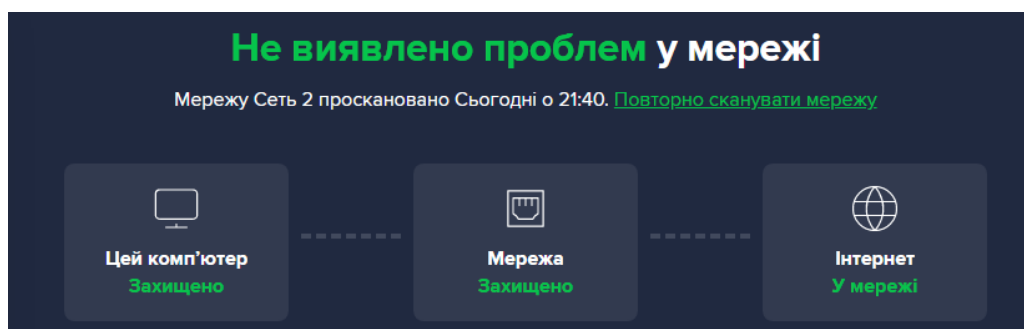 Не виявлено проблем у мережі
Мережу Сеть 2 проскановано Сьогодні о 21:40. Повторно сканувати мережу
Цей комп'ютер
Захищено
Мережа
Захищено
Інтернет
У мережі